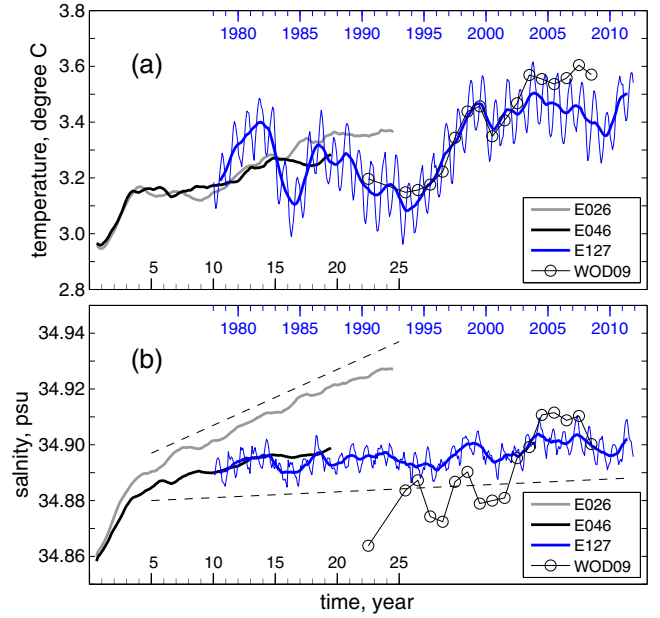 3.8
1980 1985 1990 1995 2000 2005 2010
(a)
3.6
3.4
3.2
3.0
2.8
temperature, degree C
5 10 15 20 25
E026
E046
E127
WOD09
1980 1985 1990 1995 2000 2005 2010
(b)
34.94
34.92
34.90
34.88
34.86
salnity, psu
5 10 15 20 25
E026
E046
E127
WOD09
time, year